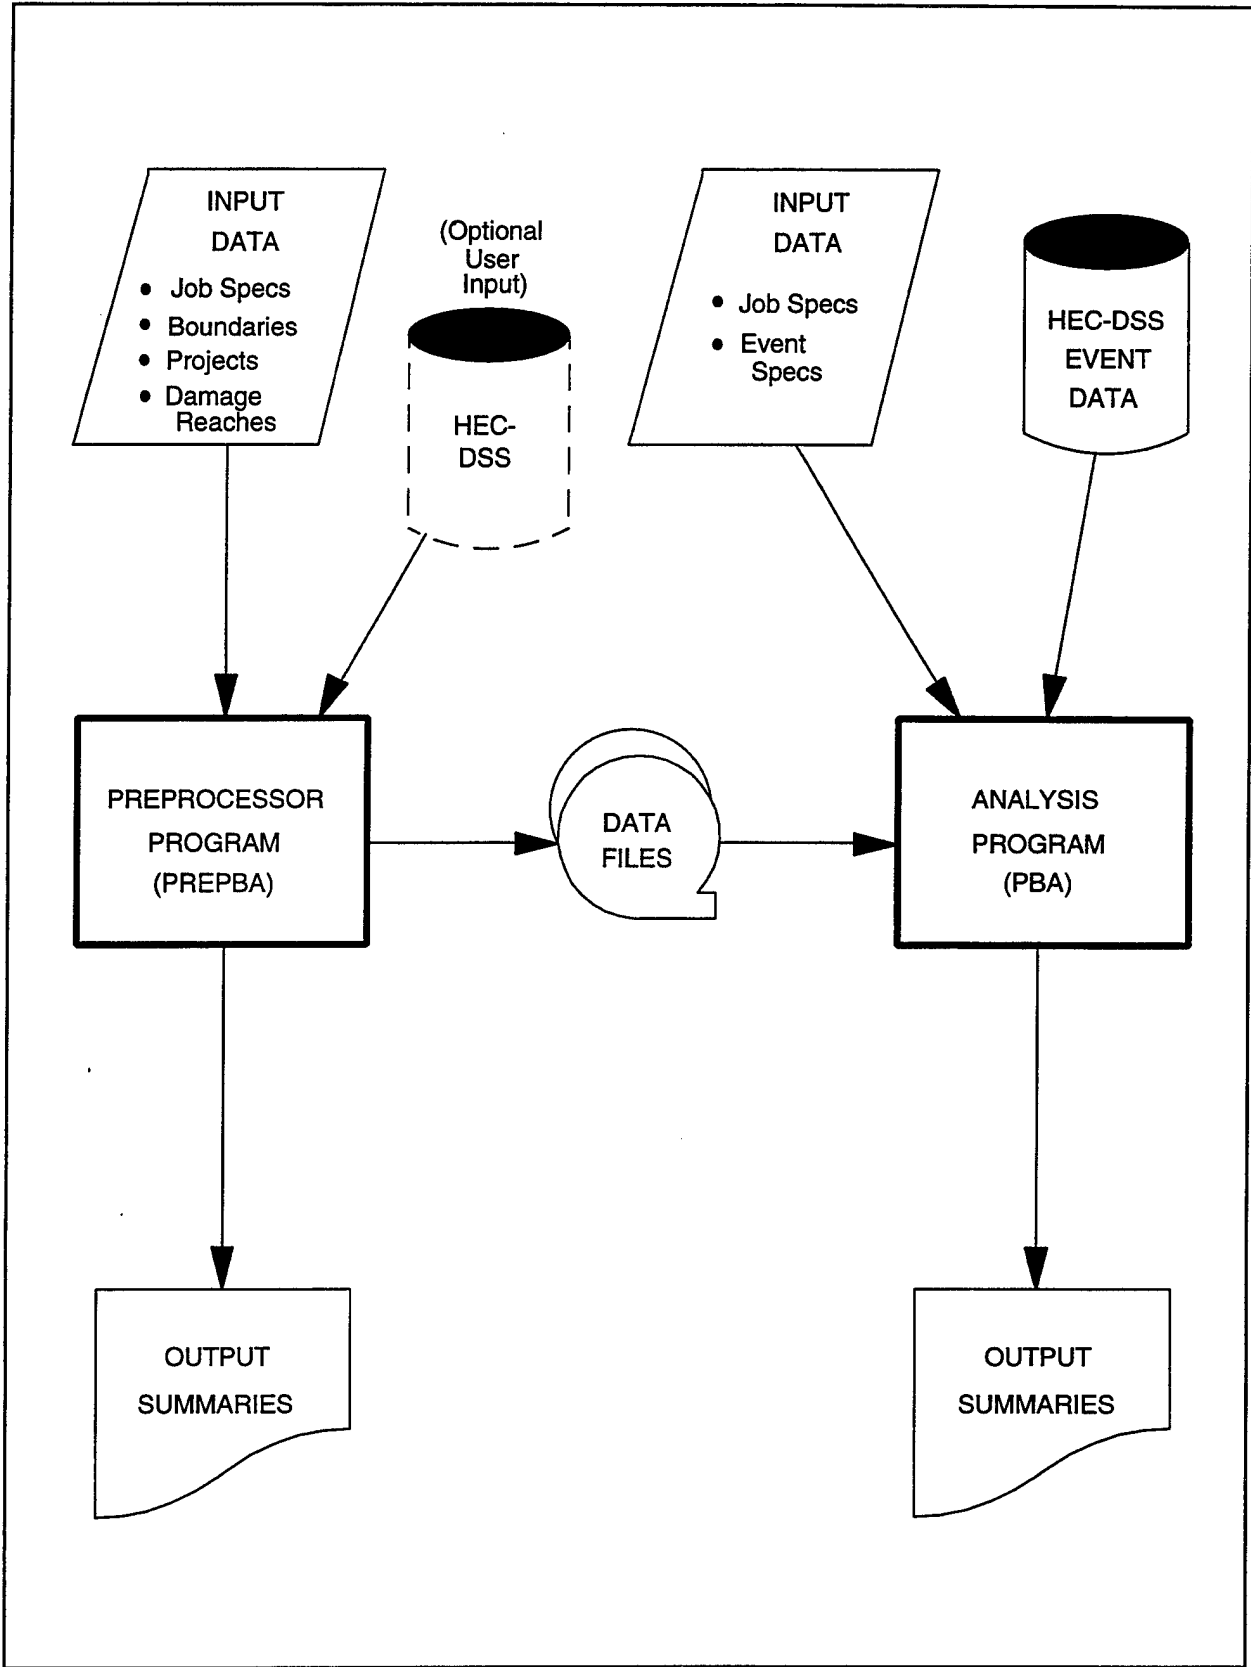 INPUT
DATA
• Job Specs
• Boundaries
• Projects
• Damage
Reaches
(Optional
User
Input)
HEC-
DSS
INPUT
DATA
• Job Specs
• Event
Specs
HEC-DSS
EVENT
DATA
PREPROCESSOR
PROGRAM
(PREPBA)
DATA
FILES
ANALYSIS
PROGRAM
(PBA)
OUTPUT
SUMMARIES
OUTPUT
SUMMARIES